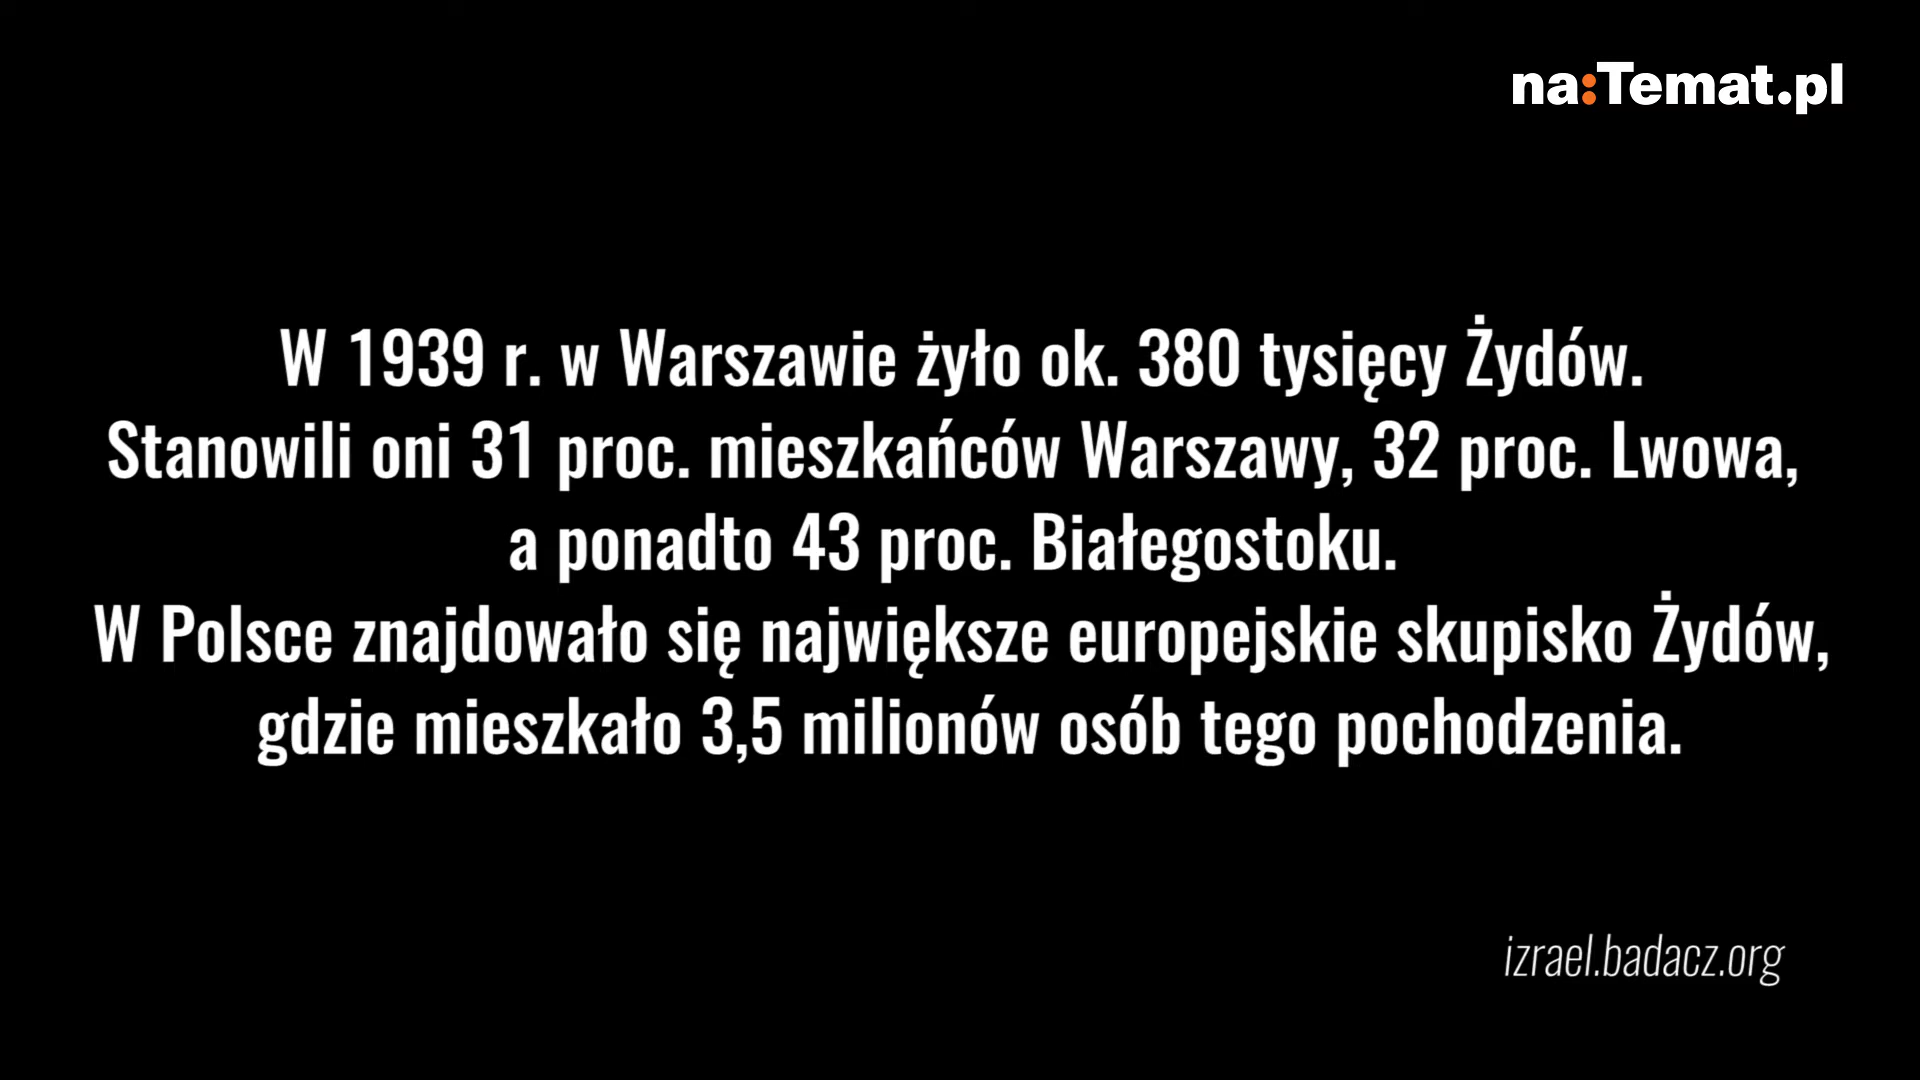 na:Temat.pl
W 1939 r. w Warszawie żyło ok. 380 tysięcy Żydów.
Stanowili oni 31 proc. mieszkańców Warszawy, 32 proc. Lwowa,
a ponadto 43 proc. Białegostoku.
W Polsce znajdowało się największe europejskie skupisko Żydów,
gdzie mieszkało 3,5 milionów osób tego pochodzenia.
izrael.badacz.org